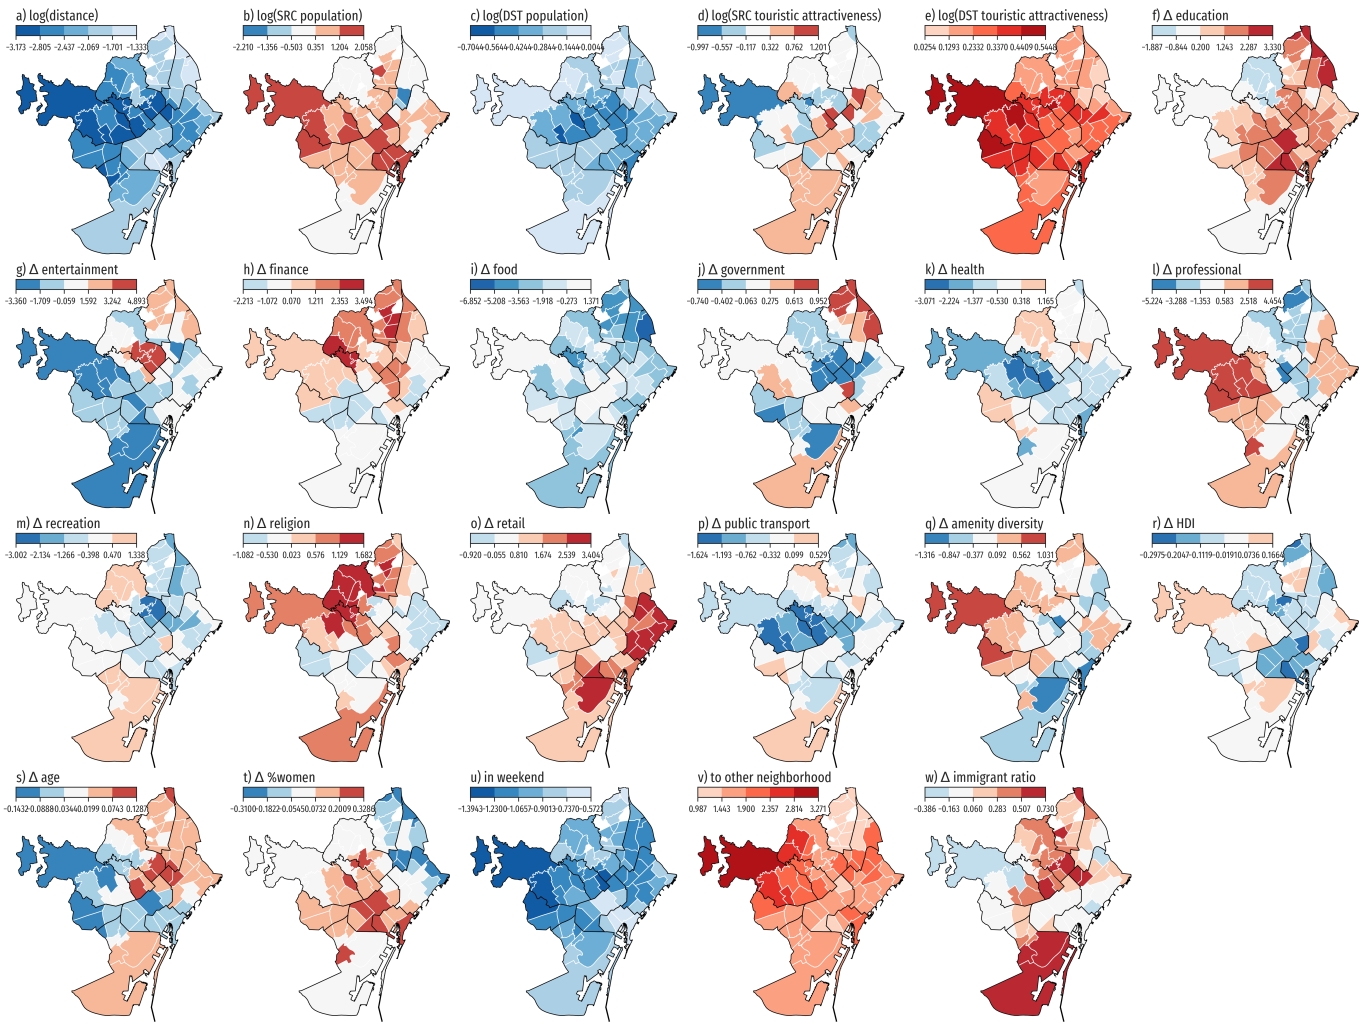 a) log(distance)
-3.173 -2.805 -2.437 -2.069 -1.701 -1.333
b) log(SRC population)
-2.210 -1.356 -0.503 0.351 1.204 2.058
c) log(DST population)
-0.7044-0.5644-0.4244-0.2844-0.1444-0.0044
d) log(SRC touristic attractiveness)
-0.997 -0.557 -0.117 0.322 0.762 1.201
e) log(DST touristic attractiveness)
0.0254 0.1293 0.2332 0.3370 0.4409 0.5448
f) Δ education
-1.887 -0.844 0.200 1.243 2.287 3.330
g) Δ entertainment
-3.360 -1.709 -0.059 1.592 3.242 4.893
h) Δ finance
-2.213 -1.072 0.070 1.211 2.353 3.494
i) Δ food
-6.852 -5.208 -3.563 -1.918 -0.273 1.371
j) Δ government
-0.740 -0.402 -0.063 0.275 0.613 0.952
k) Δ health
-3.071 -2.224 -1.377 -0.530 0.318 1.165
l) Δ professional
-5.224 -3.288 -1.353 0.583 2.518 4.454
m) Δ recreation
-3.002 -2.134 -1.266 -0.398 0.470 1.338
n) Δ religion
-1.082 -0.530 0.023 0.576 1.129 1.682
o) Δ retail
-0.920 -0.055 0.810 1.674 2.539 3.404
p) Δ public transport
-1.624 -1.193 -0.762 -0.332 0.099 0.529
q) Δ amenity diversity
-1.316 -0.847 -0.377 0.092 0.562 1.031
r) Δ HDI
-0.2975-0.2047-0.1119-0.01910.0736 0.1664
s) Δ age
-0.1432-0.0888-0.03440.0199 0.0743 0.1287
t) Δ %women
-0.3100-0.1822-0.05450.0732 0.2009 0.3286
u) in weekend
-1.3943-1.2300-1.0657-0.9013-0.7370-0.5727
v) to other neighborhood
0.987 1.443 1.900 2.357 2.814 3.271
w) Δ immigrant ratio
-0.386 -0.163 0.060 0.283 0.507 0.730